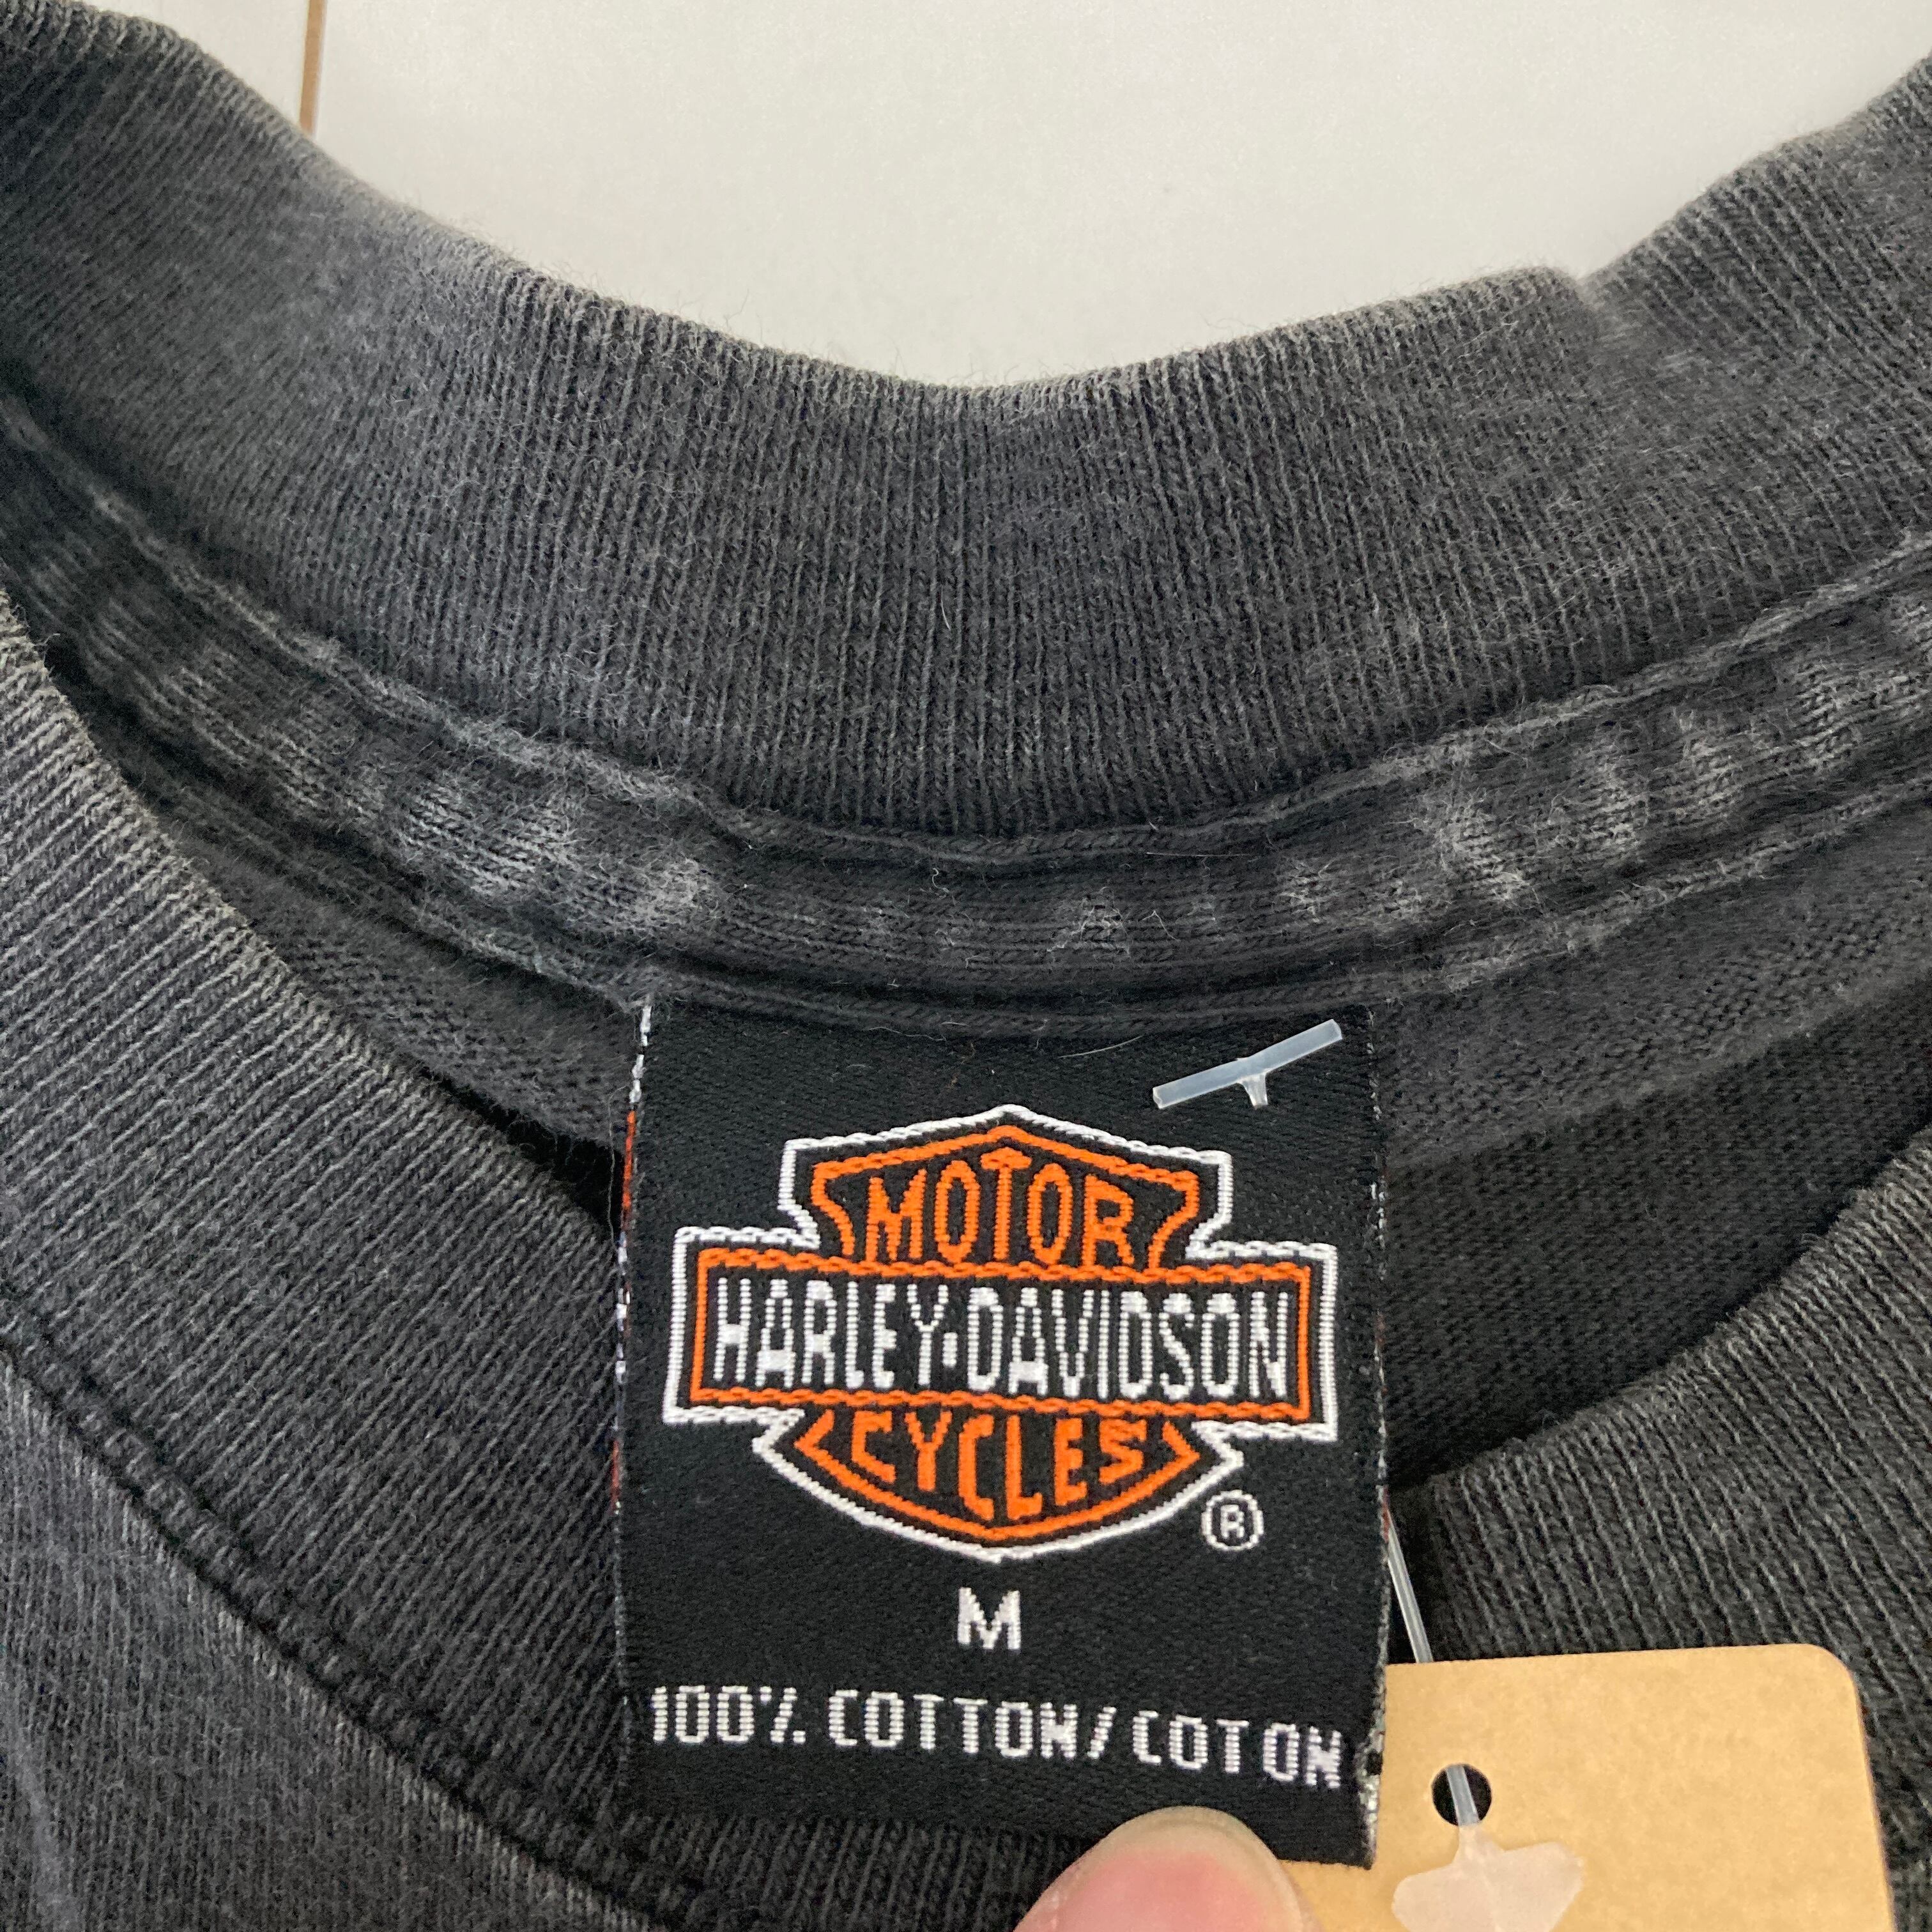 MOTOR
HARLEY-DAVIDSON
CYCLES
®
M
100% COTTON/COTON